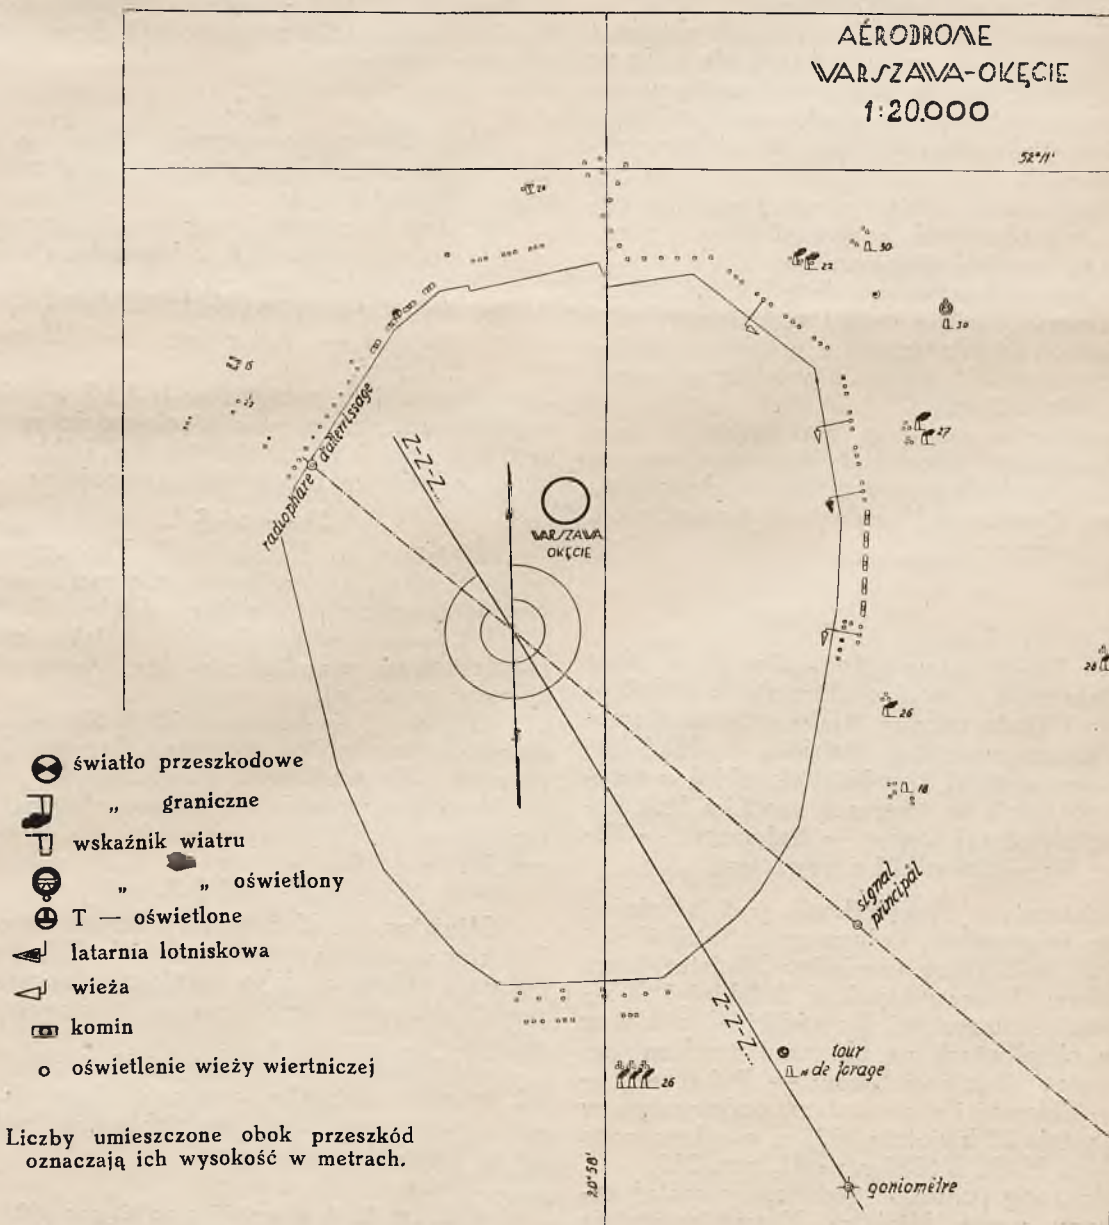 AÉRODROME
WARSZAWA-OKĘCIE
1:20.000
52°11'
30
22
30
15
27
radiophare d'atterrissage
Z-Z-Z...
WARSZAWA
OKĘCIE
28
26
18
światło przeszkodowe
„ graniczne
wskaźnik wiatru
„ „ oświetlony
T — oświetlone
latarnia lotniskowa
wieża
komin
oświetlenie wieży wiertniczej
signal
principal
Z-Z-Z...
tour
de forage
26
Liczby umieszczone obok przeszkód
oznaczają ich wysokość w metrach.
20°58'
goniomètre